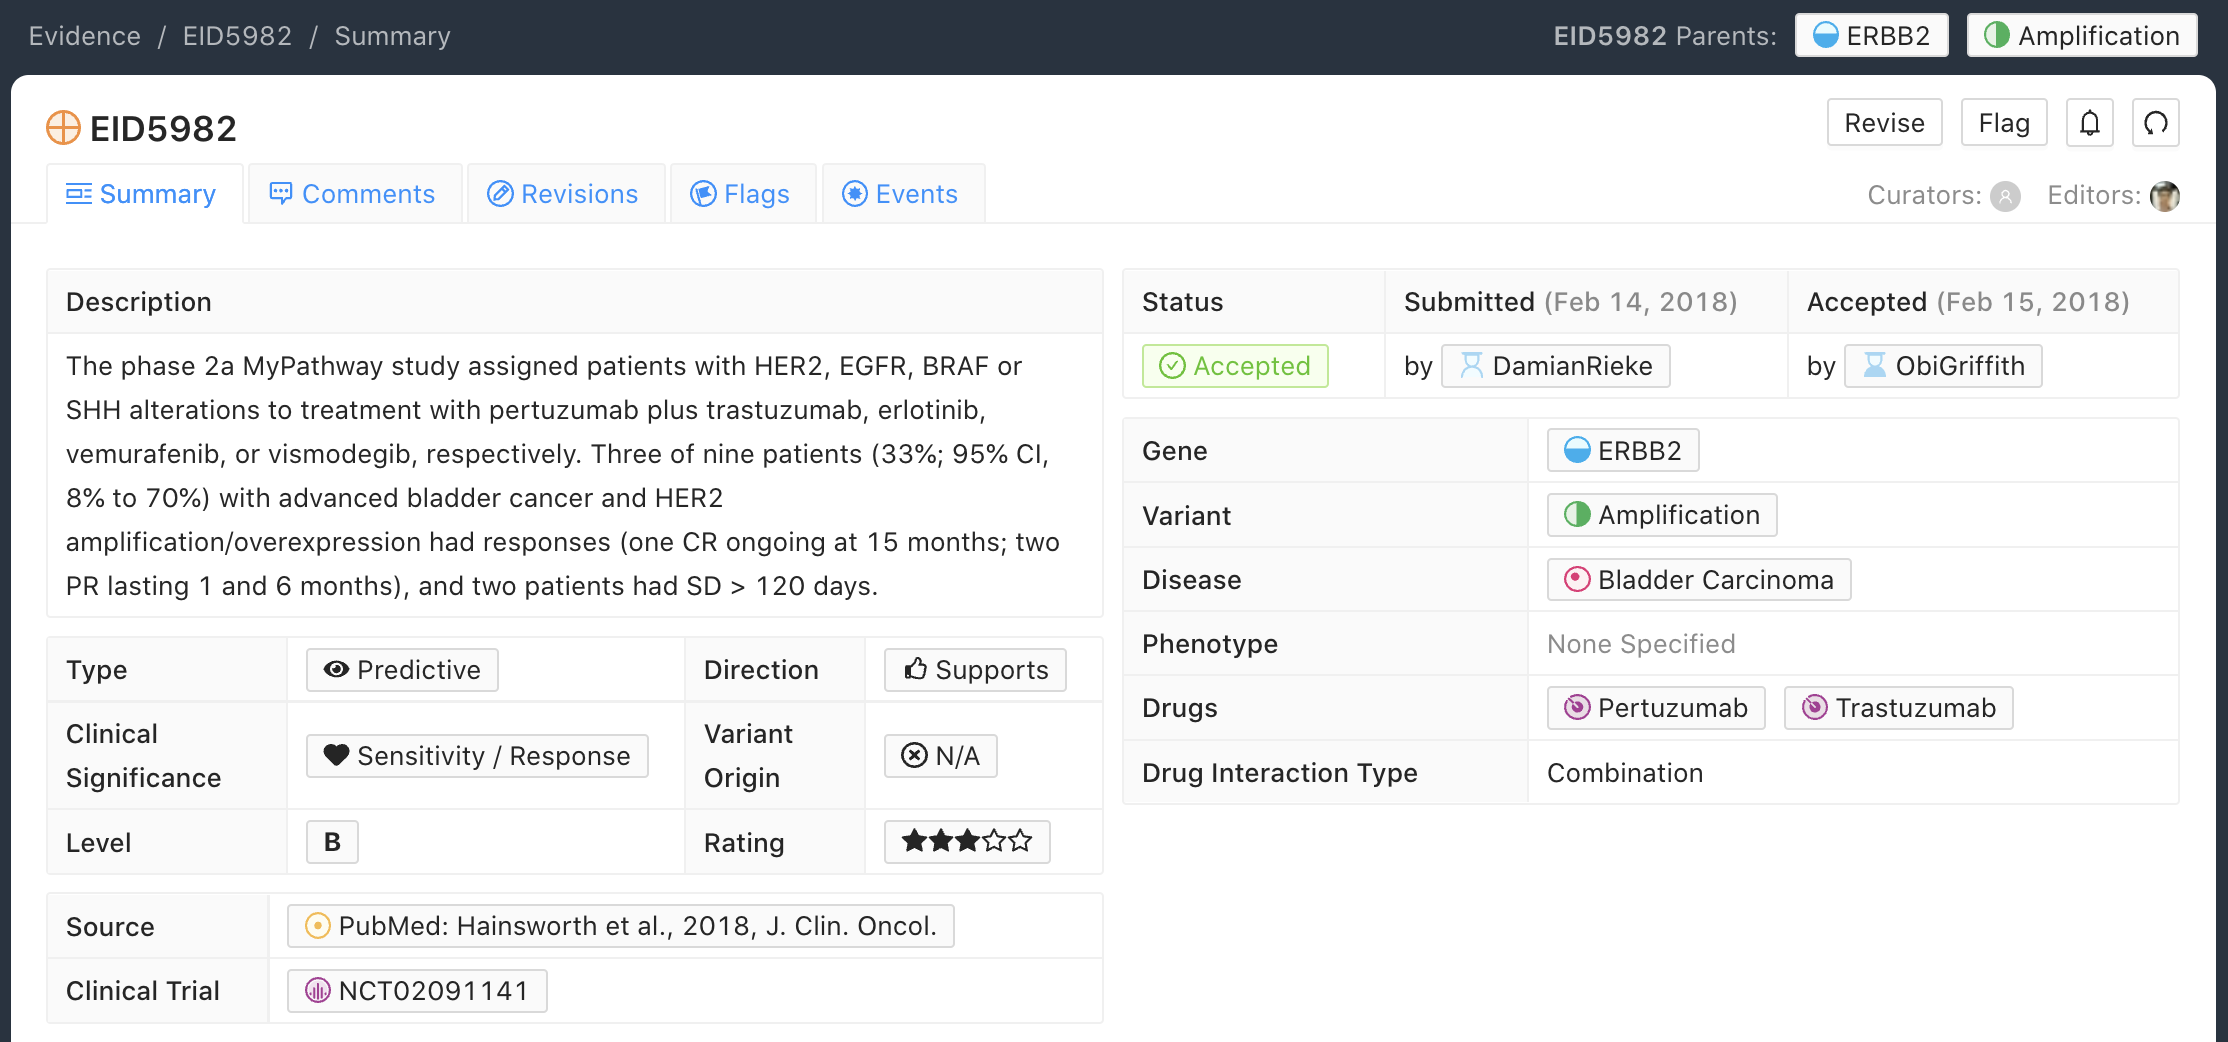 Evidence / EID5982 / Summary
EID5982 Parents: ERBB2 Amplification
EID5982
Revise Flag
Summary Comments Revisions Flags Events
Curators: Editors:
Description
The phase 2a MyPathway study assigned patients with HER2, EGFR, BRAF or
SHH alterations to treatment with pertuzumab plus trastuzumab, erlotinib,
vemurafenib, or vismodegib, respectively. Three of nine patients (33%; 95% CI,
8% to 70%) with advanced bladder cancer and HER2
amplification/overexpression had responses (one CR ongoing at 15 months; two
PR lasting 1 and 6 months), and two patients had SD > 120 days.
Type Predictive Direction Supports
Clinical Significance Sensitivity / Response Variant Origin N/A
Level B Rating
Source PubMed: Hainsworth et al., 2018, J. Clin. Oncol.
Clinical Trial NCT02091141
Status Submitted (Feb 14, 2018) Accepted (Feb 15, 2018)
Accepted by DamianRieke by ObiGriffith
Gene ERBB2
Variant Amplification
Disease Bladder Carcinoma
Phenotype None Specified
Drugs Pertuzumab Trastuzumab
Drug Interaction Type Combination